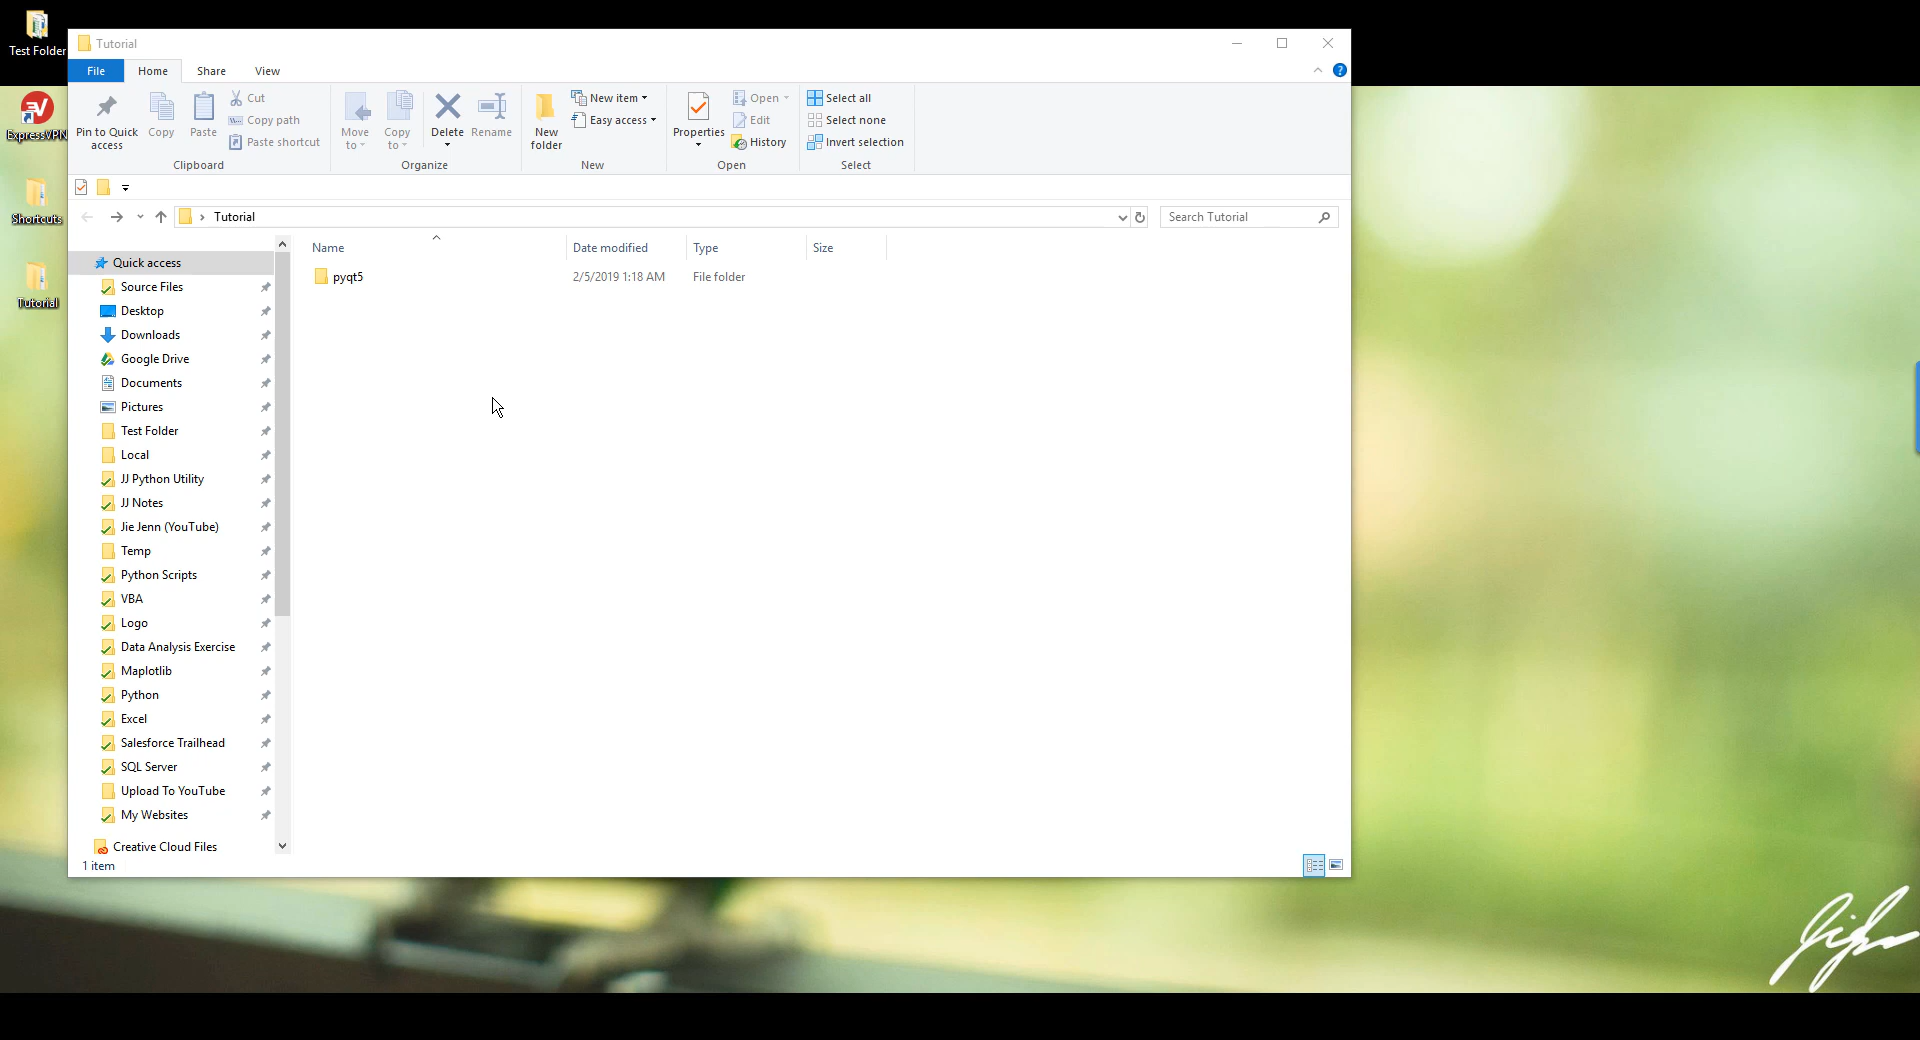 Test Folder
ExpressVPN
Shortcuts
Tutorial
Tutorial
File Home Share View
Pin to Quick access
Copy
Paste
Cut
Copy path
Paste shortcut
Clipboard
Move to
Copy to
Delete
Rename
Organize
New folder
New item
Easy access
New
Properties
Open
Edit
History
Open
Select all
Select none
Invert selection
Select
Tutorial
Search Tutorial
Name Date modified Type Size
pyqt5 2/5/2019 1:18 AM File folder
Quick access
Source Files
Desktop
Downloads
Google Drive
Documents
Pictures
Test Folder
Local
JJ Python Utility
JJ Notes
Jie Jenn (YouTube)
Temp
Python Scripts
VBA
Logo
Data Analysis Exercise
Maplotlib
Python
Excel
Salesforce Trailhead
SQL Server
Upload To YouTube
My Websites
Creative Cloud Files
1 item